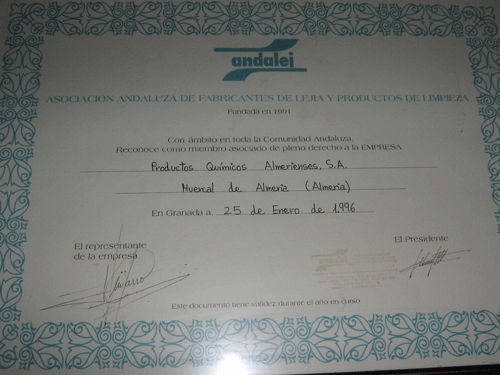 andalej
ASOCIACION ANDALUZA DE FABRICANTES DE LEJIA Y PRODUCTOS DE LIMPIEZA
Fundada en 1991
Con ámbito en toda la Comunidad Andaluza.
Reconoce como miembro asociado de pleno derecho a la EMPRESA
Productos Químicos Almerienses, S.A.
Huercal de Almeria (Almería)
En Granada a. 25 de Enero de 1.996
El representante
de la empresa
El Presidente
Este documento tiene validez durante el año en curso